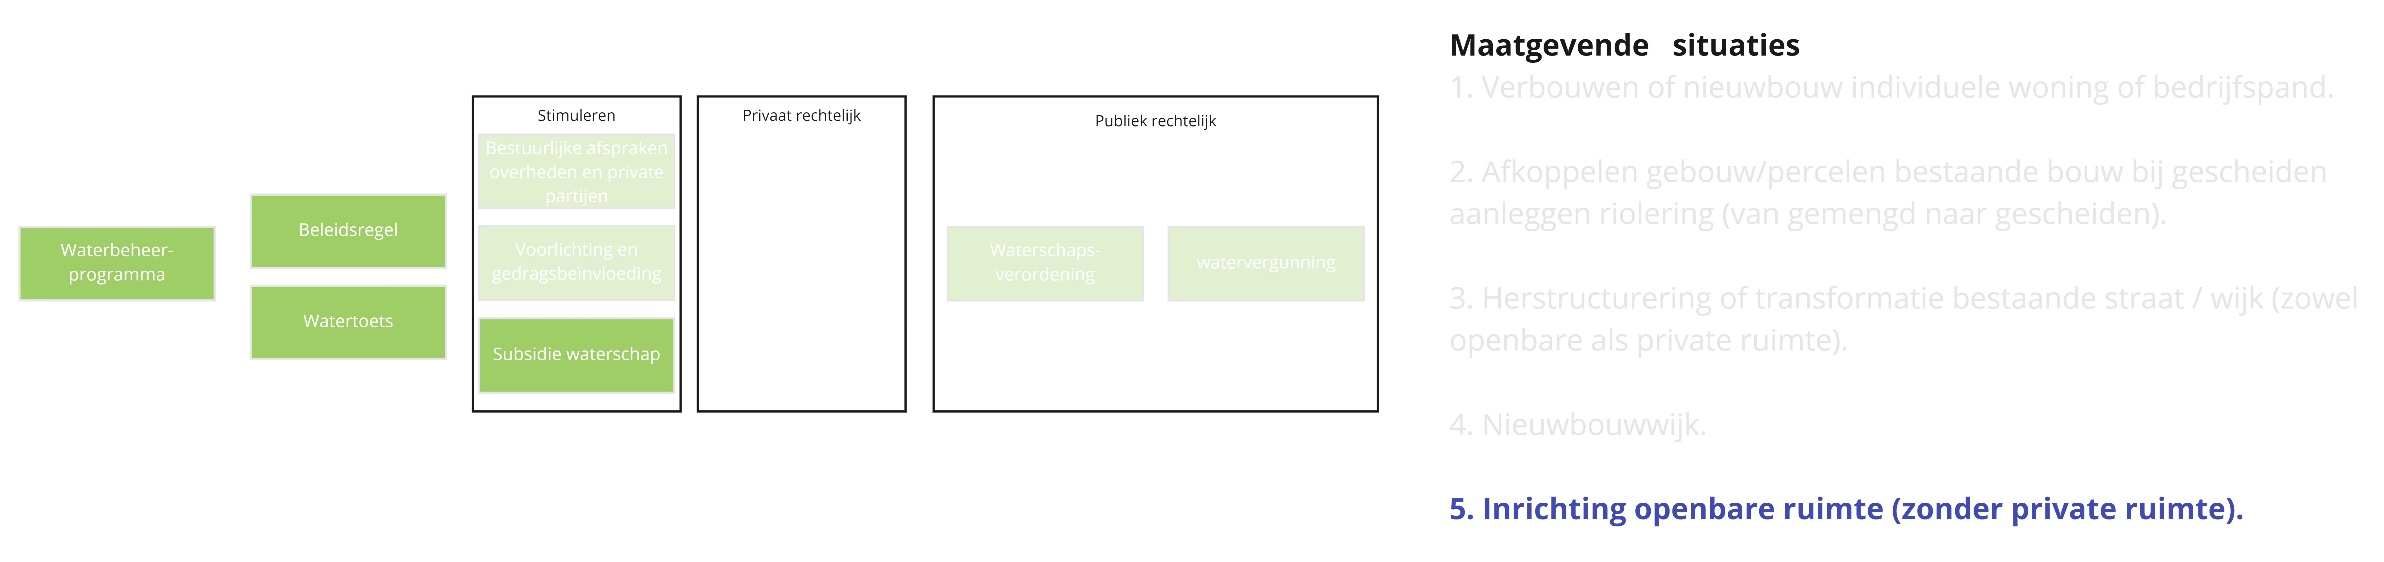 Waterbeheer-
programma
Beleidsregel
Watertoets
Stimuleren
Bestuurlijke afspraken
overheden en private
partijen
Voorlichting en
gedragsbeïnvloeding
Subsidie waterschap
Privaat rechtelijk
Publiek rechtelijk
Waterschaps-
verordening
watervergunning
Maatgevende situaties
1. Verbouwen of nieuwbouw individuele woning of bedrijfspand.
2. Afkoppelen gebouw/percelen bestaande bouw bij gescheiden
aanleggen riolering (van gemengd naar gescheiden).
3. Herstructurering of transformatie bestaande straat / wijk (zowel
openbare als private ruimte).
4. Nieuwbouwwijk.
5. Inrichting openbare ruimte (zonder private ruimte).